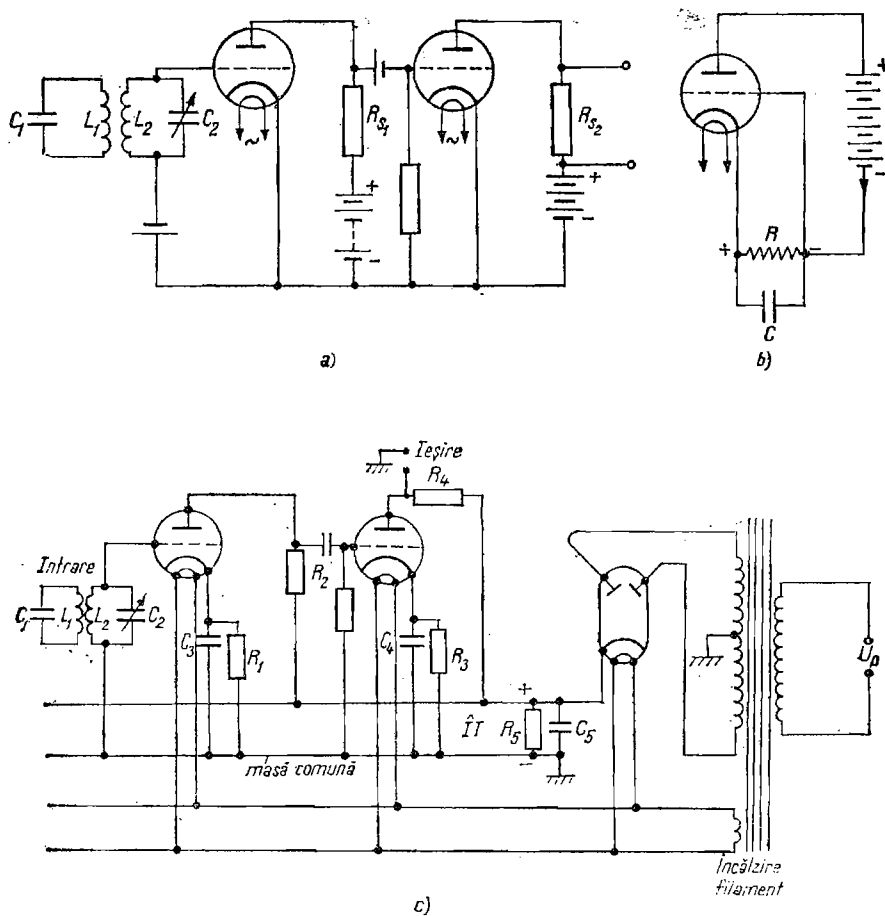 C₁
L₁
L₂
C₂
~
Rs₁
+
-
~
Rs₂
+
-
a)
+
-
+
R
-
C
b)
Intrare
C₁
L₁
L₂
C₂
C₃
R₁
R₂
C₄
R₃
Ieșire
R₄
+
ÎT
R₅
C₅
-
masă comună
Uₚ
Încălzire
filament
c)